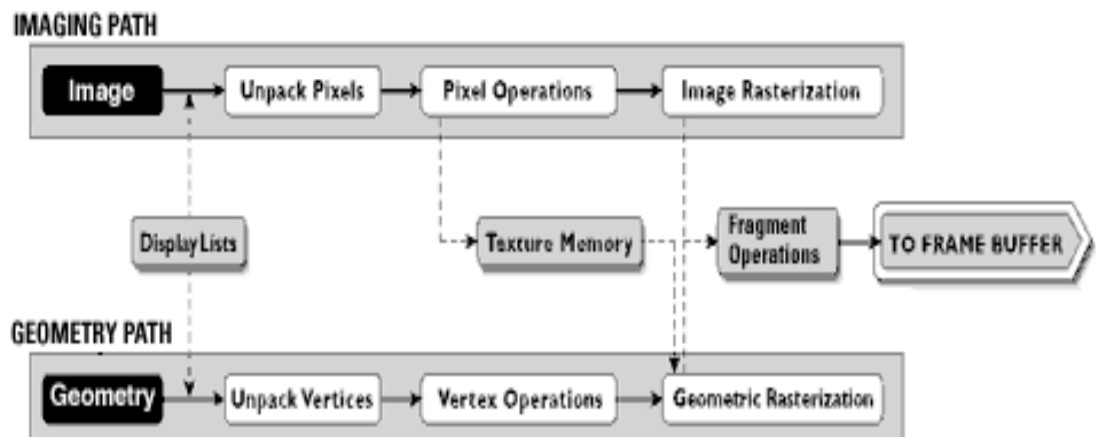 IMAGING PATH
Image
Unpack Pixels
Pixel Operations
Image Rasterization
Display Lists
Texture Memory
Fragment
Operations
TO FRAME BUFFER
GEOMETRY PATH
Geometry
Unpack Vertices
Vertex Operations
Geometric Rasterization